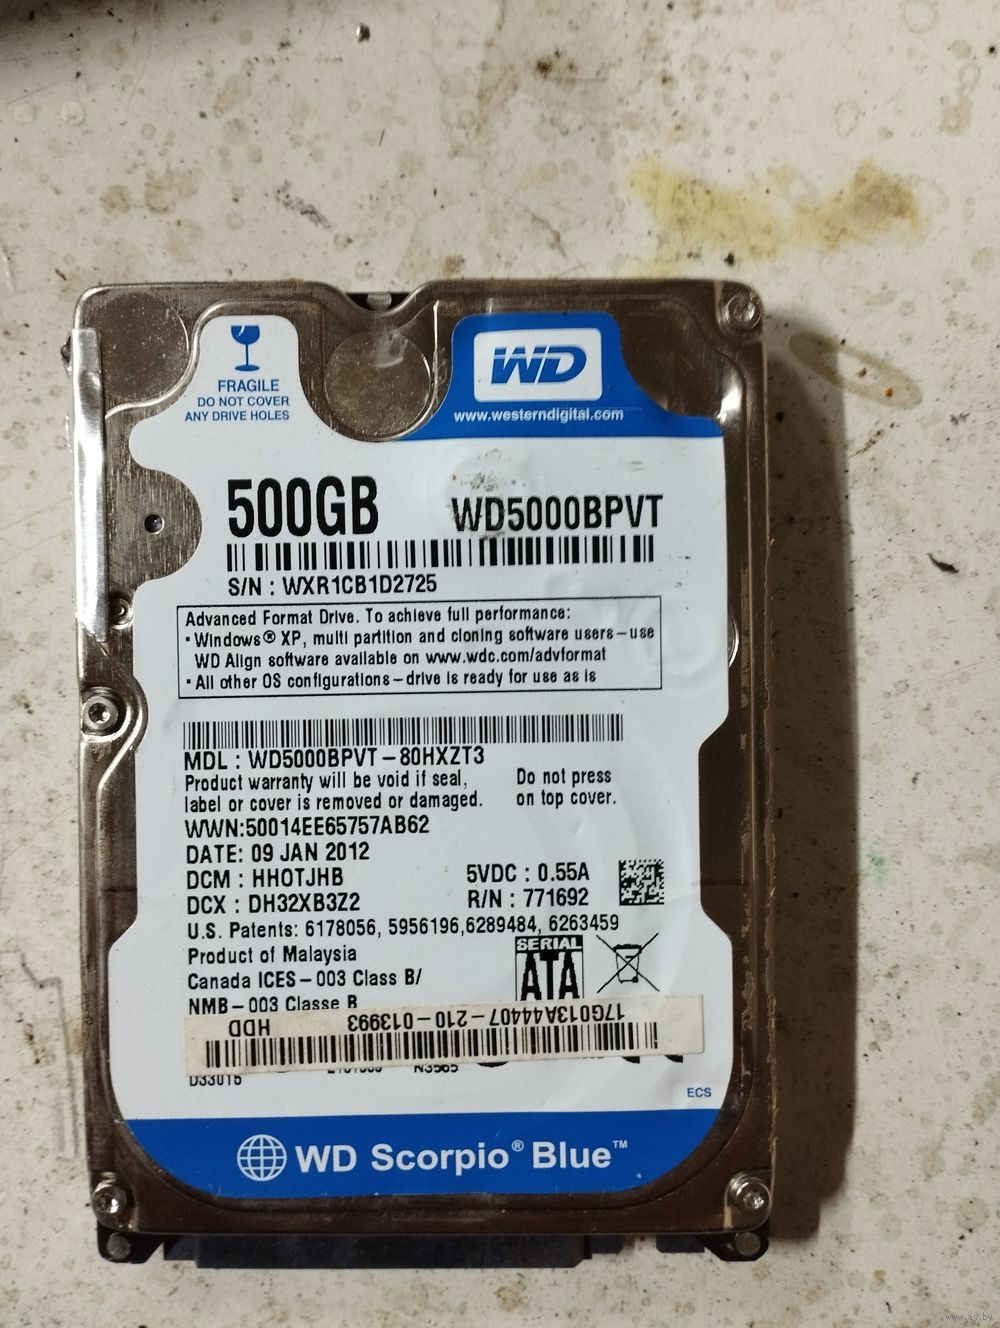 FRAGILE
DO NOT COVER
ANY DRIVE HOLES
WD
www.westerndigital.com
500GB WD5000BPVT
S/N : WXR1CB1D2725
Advanced Format Drive. To achieve full performance:
• Windows® XP, multi partition and cloning software users – use
WD Align software available on www.wdc.com/advformat
• All other OS configurations – drive is ready for use as is
MDL : WD5000BPVT – 80HXZT3
Product warranty will be void if seal,
label or cover is removed or damaged.
Do not press
on top cover.
WWN:50014EE65757AB62
DATE: 09 JAN 2012
DCM : HHOTJHB
DCX : DH32XB3Z2
5VDC : 0.55A
R/N : 771692
U.S. Patents: 6178056, 5956196,6289484, 6263459
Product of Malaysia
Canada ICES – 003 Class B/
NMB – 003 Classe B
SERIAL
ATA
17G013A44407-210-013993 HDD
D33016
N3565
ECS
WD Scorpio® Blue™
www.ay.by